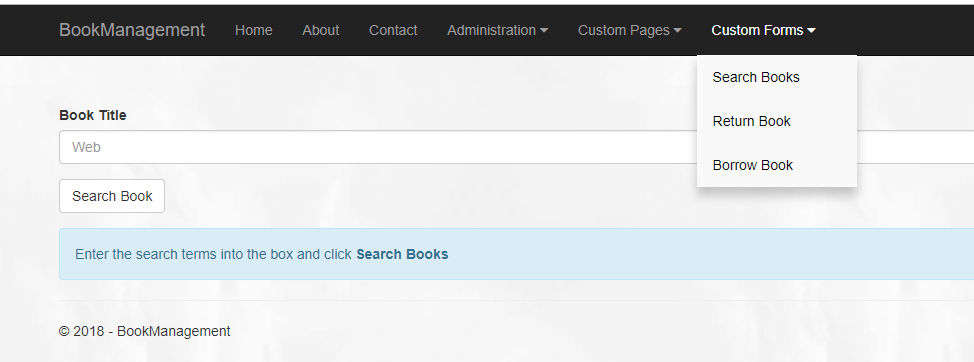 BookManagement Home About Contact Administration Custom Pages Custom Forms
Search Books
Return Book
Borrow Book
Book Title
Web
Search Book
Enter the search terms into the box and click Search Books
© 2018 - BookManagement